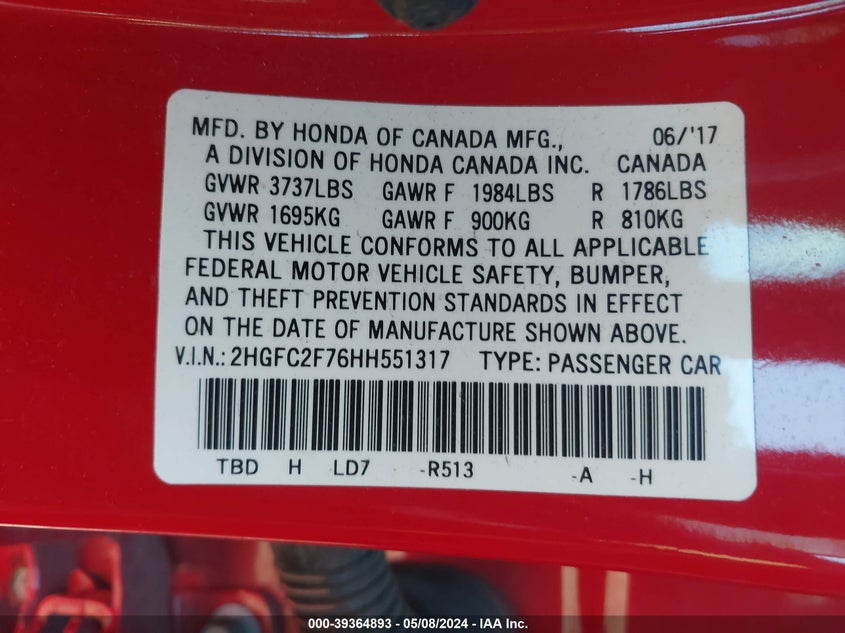 MFD. BY HONDA OF CANADA MFG., 06/'17
A DIVISION OF HONDA CANADA INC. CANADA
GVWR 3737LBS GAWR F 1984LBS R 1786LBS
GVWR 1695KG GAWR F 900KG R 810KG
THIS VEHICLE CONFORMS TO ALL APPLICABLE
FEDERAL MOTOR VEHICLE SAFETY, BUMPER,
AND THEFT PREVENTION STANDARDS IN EFFECT
ON THE DATE OF MANUFACTURE SHOWN ABOVE.
V.I.N.: 2HGFC2F76HH551317 TYPE: PASSENGER CAR
TBD H LD7 -R513 -A -H
000-39364893 - 05/08/2024 - IAA Inc.